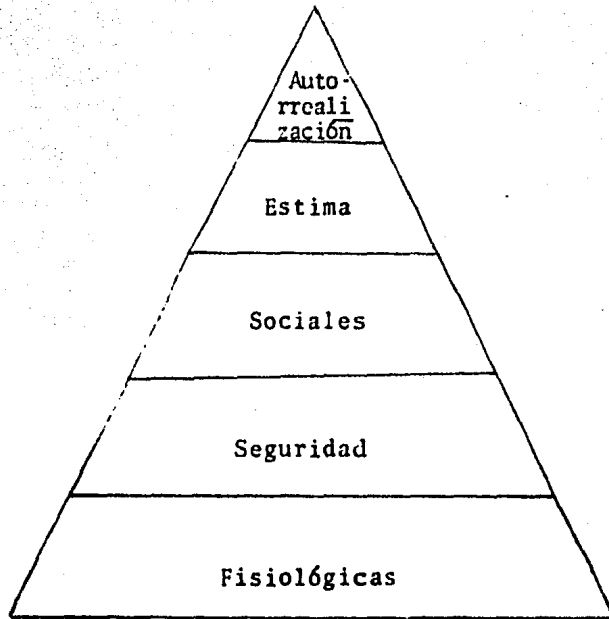 Auto-
rreali
zación
Estima
Sociales
Seguridad
Fisiológicas